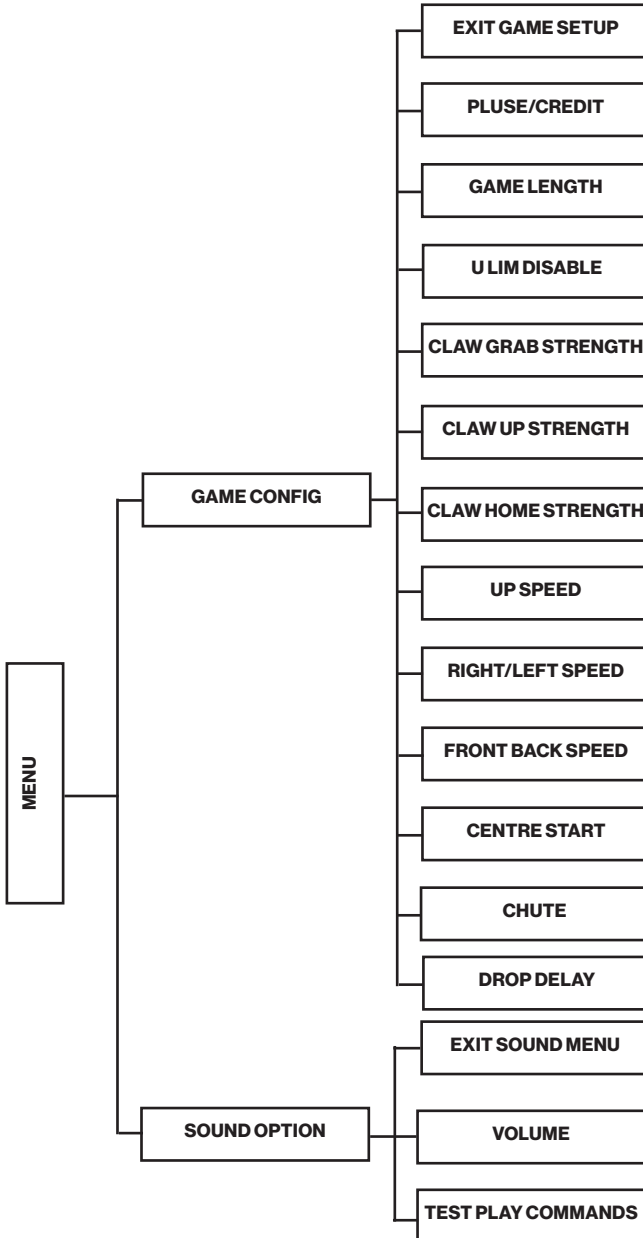 EXIT GAME SETUP
PLUSE/CREDIT
GAME LENGTH
U LIM DISABLE
CLAW GRAB STRENGTH
CLAW UP STRENGTH
GAME CONFIG
CLAW HOME STRENGTH
UP SPEED
RIGHT/LEFT SPEED
FRONT BACK SPEED
MENU
CENTRE START
CHUTE
DROP DELAY
EXIT SOUND MENU
SOUND OPTION
VOLUME
TEST PLAY COMMANDS